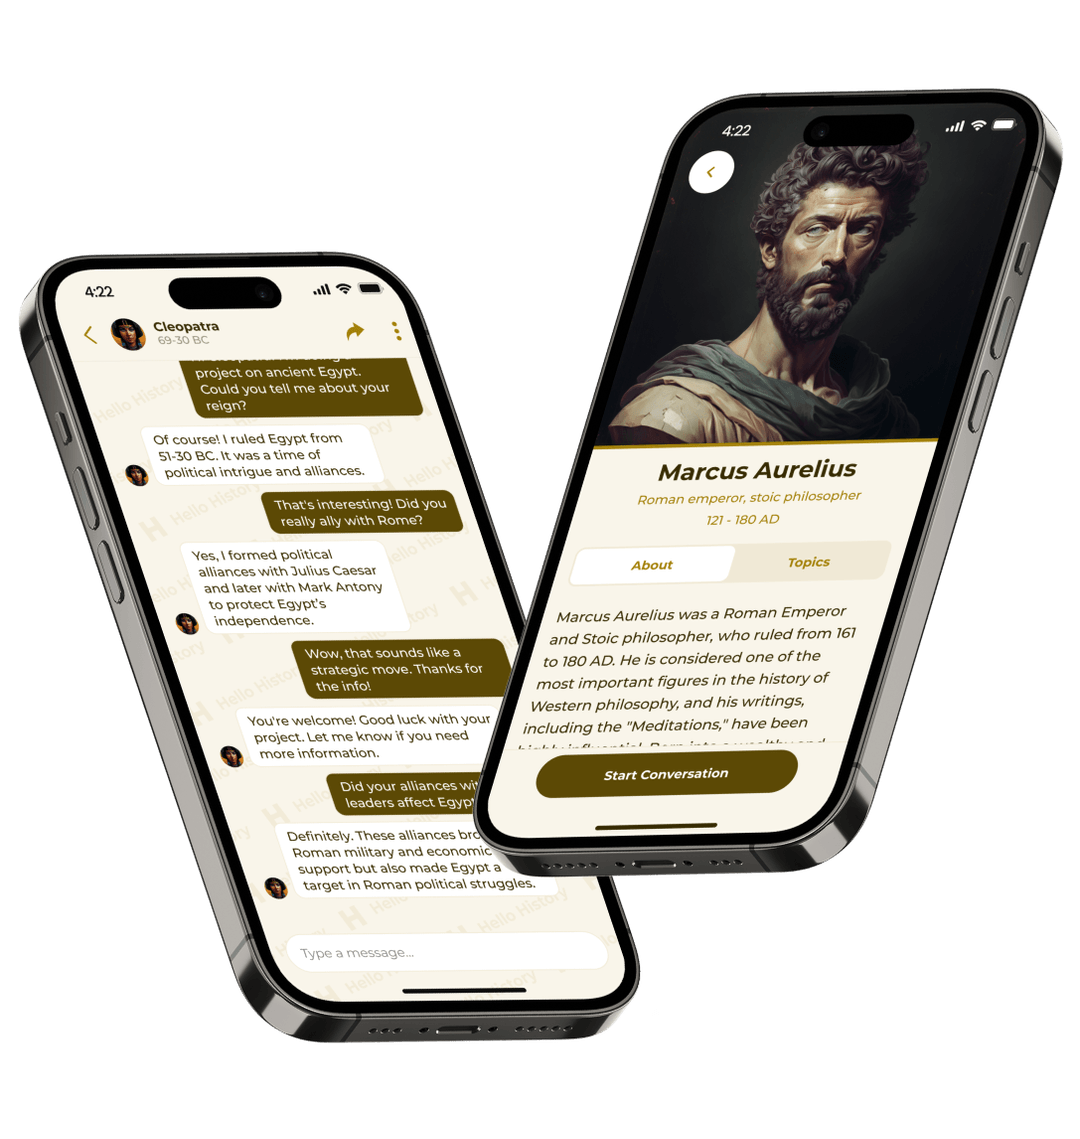 4:22
Cleopatra
69-30 BC
project on ancient Egypt.
Could you tell me about your
reign?
Of course! I ruled Egypt from
51-30 BC. It was a time of
political intrigue and alliances.
That's interesting! Did you
really ally with Rome?
Yes, I formed political
alliances with Julius Caesar
and later with Mark Antony
to protect Egypt's
independence.
Wow, that sounds like a
strategic move. Thanks for
the info!
You're welcome! Good luck with your
project. Let me know if you need
more information.
Did your alliances
leaders affect
Definitely. These alliances
Roman military and economic
support but also made Egypt a
target in Roman political struggles.
Type a message...
Hello History
4:22
Marcus Aurelius
Roman emperor, stoic philosopher
121 - 180 AD
About
Topics
Marcus Aurelius was a Roman Emperor
and Stoic philosopher, who ruled from 161
to 180 AD. He is considered one of the
most important figures in the history of
Western philosophy, and his writings,
including the "Meditations," have been
Start Conversation